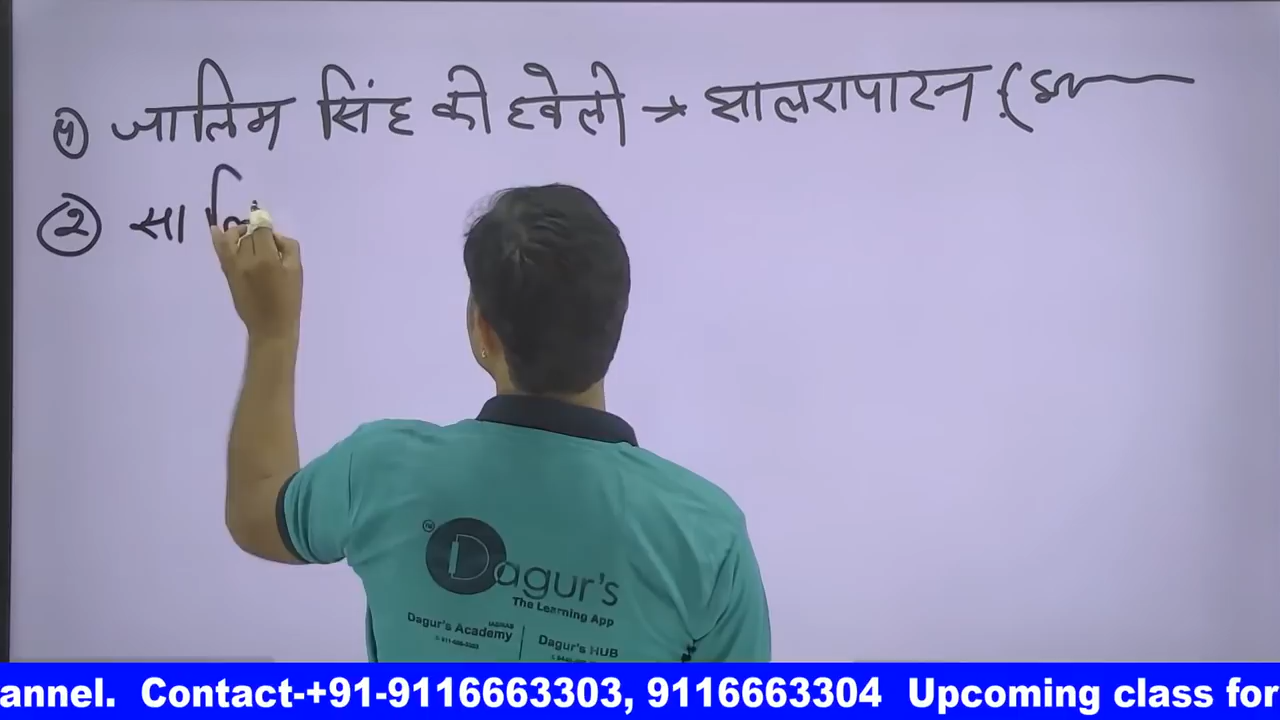 (1) जालिम सिंह की हवेली → झालरापाटन (
(2) सालि
TM
Dagur's
The Learning App
Dagur's Academy
Dagur's HUB
annel. Contact-+91-9116663303, 9116663304 Upcoming class for